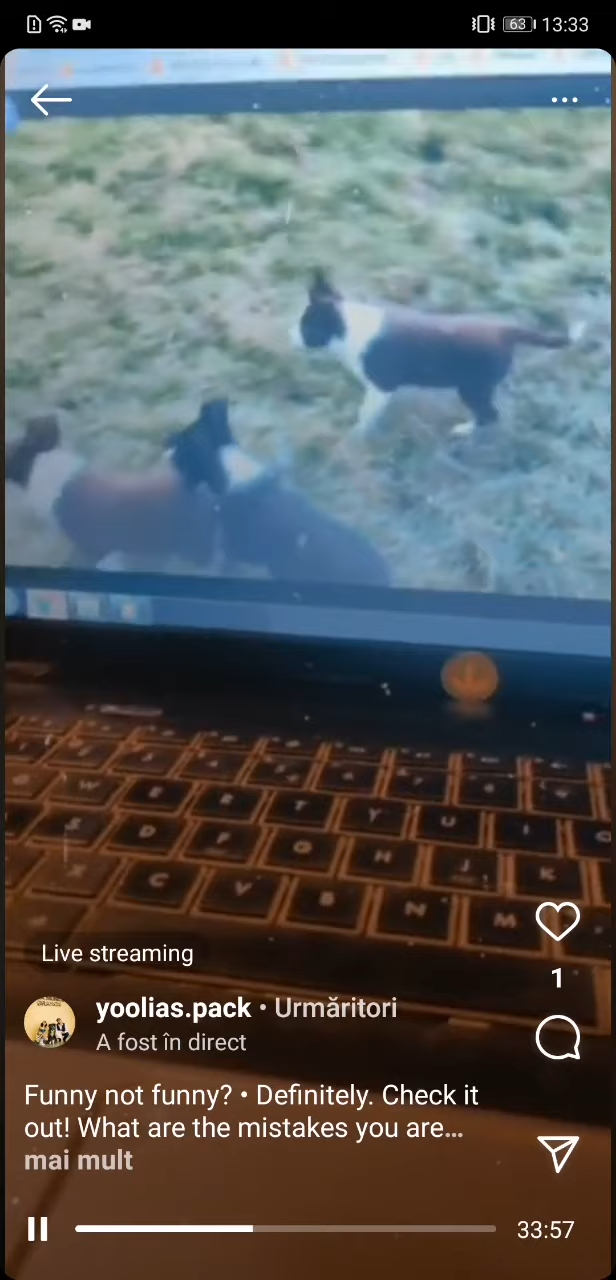 63 13:33
W E R T Y U I
S D F G H J K
X C V B N M
Live streaming
yoolias.pack • Urmăritori
A fost în direct
1
Funny not funny? • Definitely. Check it
out! What are the mistakes you are...
mai mult
33:57